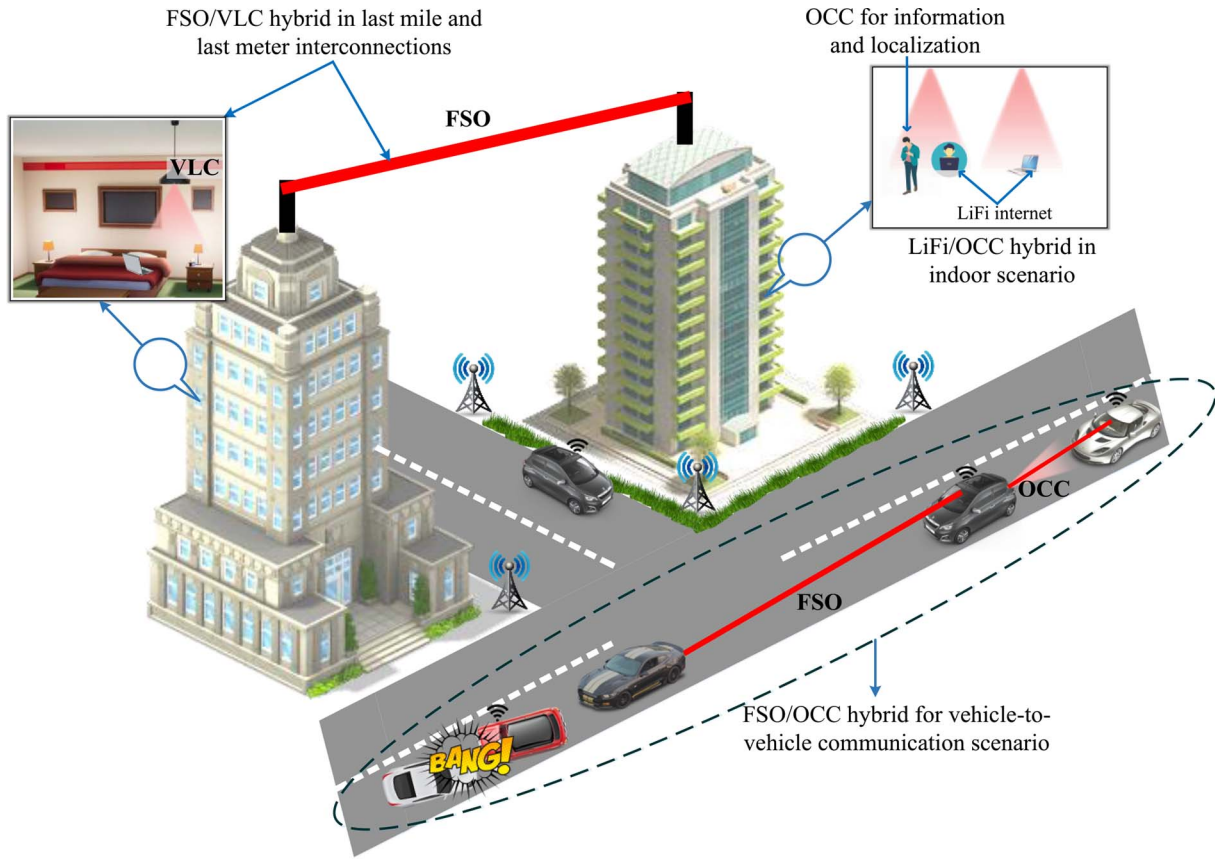 FSO/VLC hybrid in last mile and
last meter interconnections
OCC for information
and localization
FSO
VLC
LiFi internet
LiFi/OCC hybrid in
indoor scenario
OCC
FSO
BANG!
FSO/OCC hybrid for vehicle-to-
vehicle communication scenario